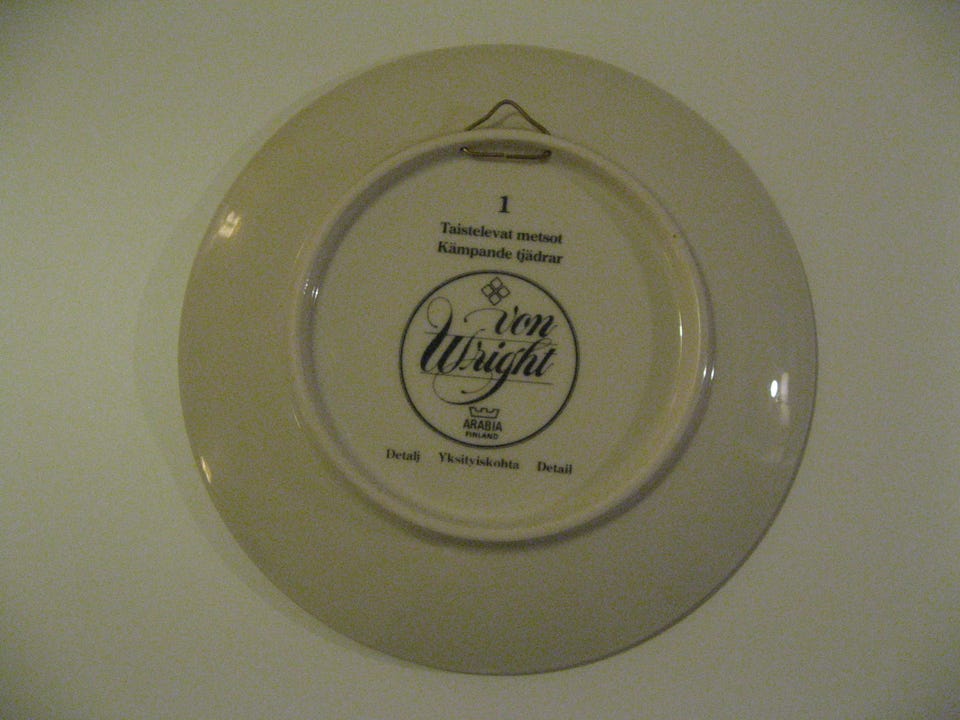 1
Taistelevat metsot
Kämpande tjädrar
von
Wright
ARABIA
FINLAND
Detalj Yksityiskohta Detail